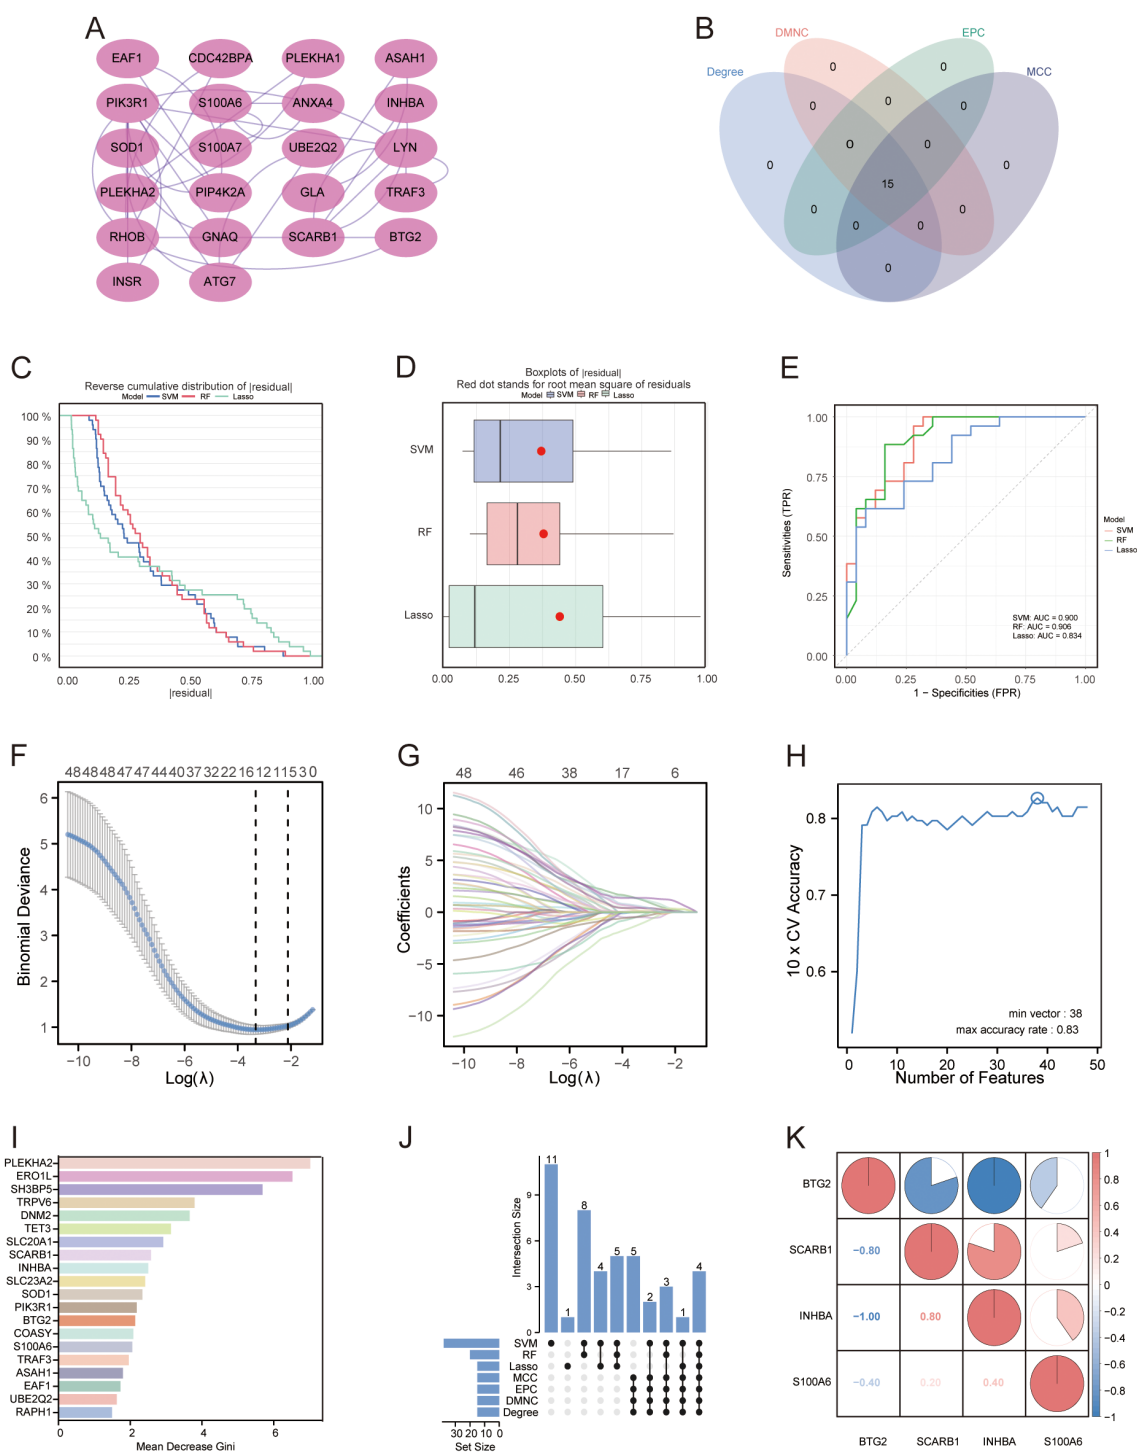 A
EAF1 CDC42BPA PLEKHA1 ASAH1
PIK3R1 S100A6 ANXA4 INHBA
SOD1 S100A7 UBE2Q2 LYN
PLEKHA2 PIP4K2A GLA TRAF3
RHOB GNAQ SCARB1 BTG2
INSR ATG7
B
DMNC EPC
Degree MCC
0 0
0 0 0
0 0
0 0
15
0 0
0 0
0
C
Reverse cumulative distribution of |residual|
Model SVM RF Lasso
100 %
90 %
80 %
70 %
60 %
50 %
40 %
30 %
20 %
10 %
0 %
0.00 0.25 0.50 0.75 1.00
|residual|
D
Boxplots of |residual|
Red dot stands for root mean square of residuals
Model SVM RF Lasso
SVM
RF
Lasso
0.00 0.25 0.50 0.75 1.00
E
Sensitivities (TPR)
1.00
0.75
0.50
0.25
0.00
Model
SVM
RF
Lasso
SVM: AUC = 0.900
RF: AUC = 0.906
Lasso: AUC = 0.834
0.00 0.25 0.50 0.75 1.00
1 − Specificities (FPR)
F
48 48 48 47 47 44 40 37 32 22 16 12 11 5 3 0
Binomial Deviance
6
5
4
3
2
1
−10 −8 −6 −4 −2
Log(λ)
G
48 46 38 17 6
Coefficients
10
5
0
−5
−10
−10 −8 −6 −4 −2
Log(λ)
H
10 x CV Accuracy
0.8
0.7
0.6
min vector : 38
max accuracy rate : 0.83
0 10 20 30 40 50
Number of Features
I
PLEKHA2
ERO1L
SH3BP5
TRPV6
DNM2
TET3
SLC20A1
SCARB1
INHBA
SLC23A2
SOD1
PIK3R1
BTG2
COASY
S100A6
TRAF3
ASAH1
EAF1
UBE2Q2
RAPH1
0 2 4 6
Mean Decrease Gini
J
Intersection Size
9
6
3
0
11 1 8 4 5 5 2 3 1 4
SVM
RF
Lasso
MCC
EPC
DMNC
Degree
30 20 10 0
Set Size
K
BTG2
SCARB1 −0.80
INHBA −1.00 0.80
S100A6 −0.40 0.20 0.40
BTG2 SCARB1 INHBA S100A6
1
0.8
0.6
0.4
0.2
0
−0.2
−0.4
−0.6
−0.8
−1